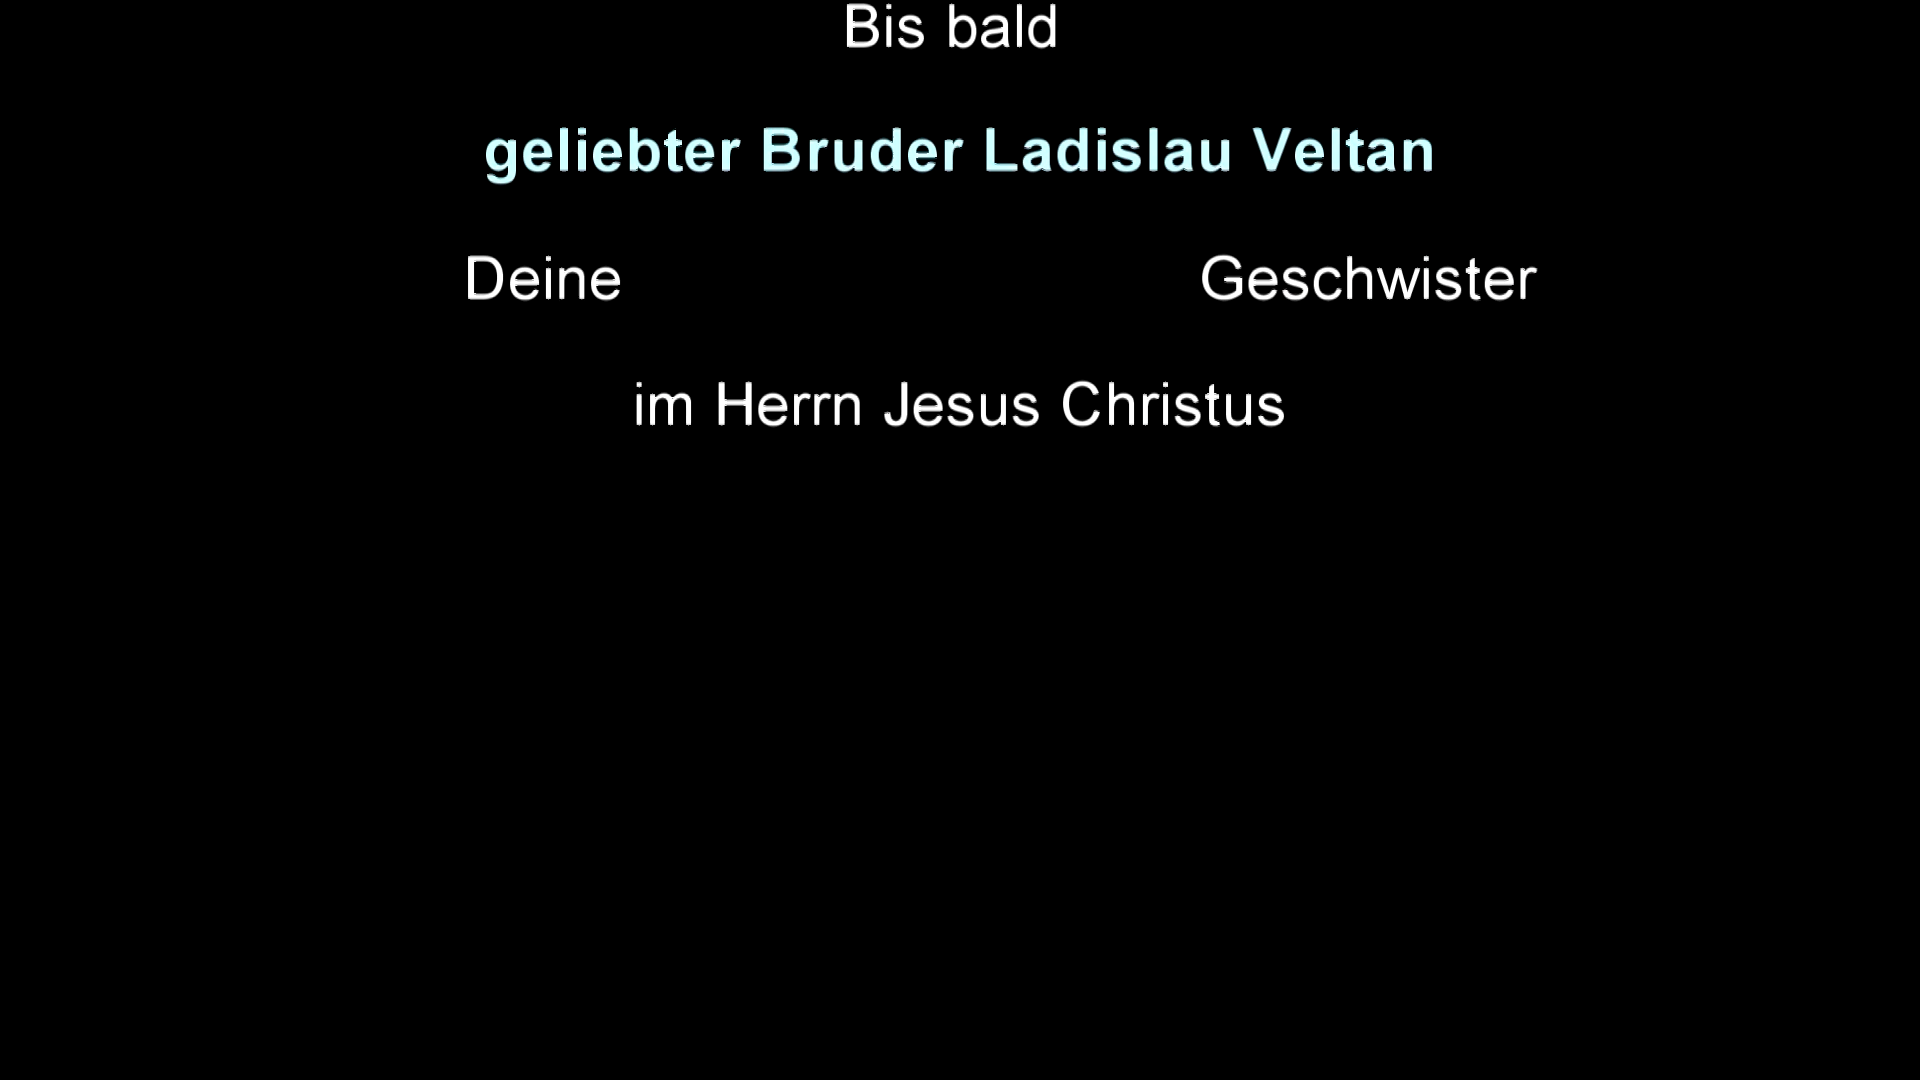 Bis bald
geliebter Bruder Ladislau Veltan
Deine Geschwister
im Herrn Jesus Christus